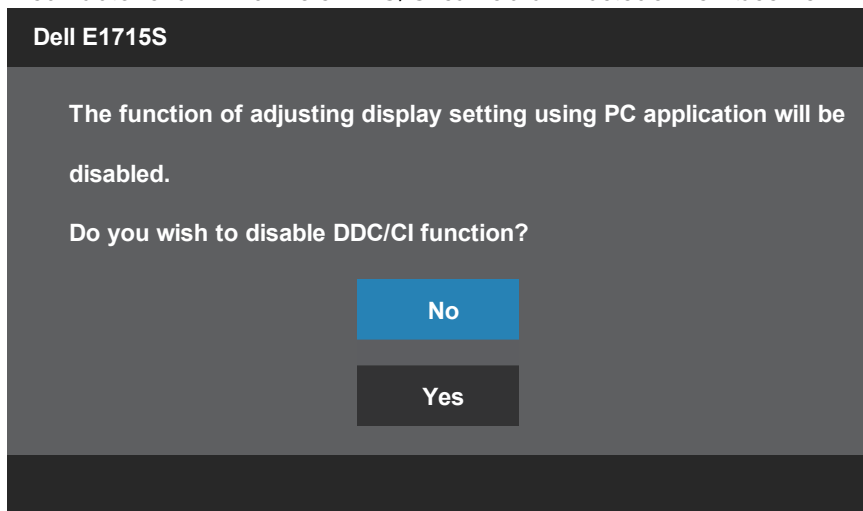 Dell E1715S
The function of adjusting display setting using PC application will be
disabled.
Do you wish to disable DDC/CI function?
No
Yes